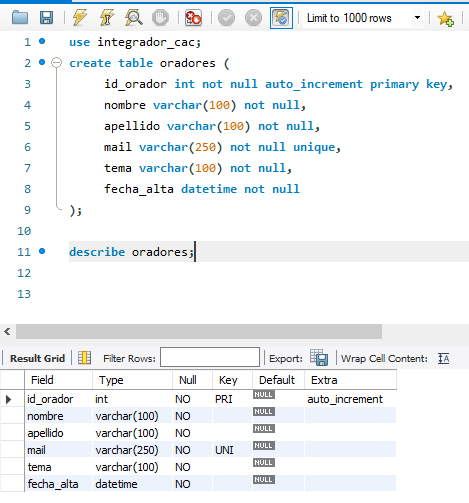 Limit to 1000 rows
1 use integrador_cac;
2 create table oradores (
3 id_orador int not null auto_increment primary key,
4 nombre varchar(100) not null,
5 apellido varchar(100) not null,
6 mail varchar(250) not null unique,
7 tema varchar(100) not null,
8 fecha_alta datetime not null
9 );
10
11 describe oradores;
12
13
Result Grid Filter Rows: Export: Wrap Cell Content: IA
Field Type Null Key Default Extra
id_orador int NO PRI NULL auto_increment
nombre varchar(100) NO NULL
apellido varchar(100) NO NULL
mail varchar(250) NO UNI NULL
tema varchar(100) NO NULL
fecha_alta datetime NO NULL